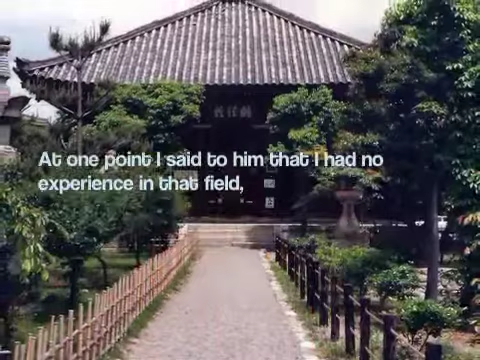 At one point I said to him that I had no
experience in that field,